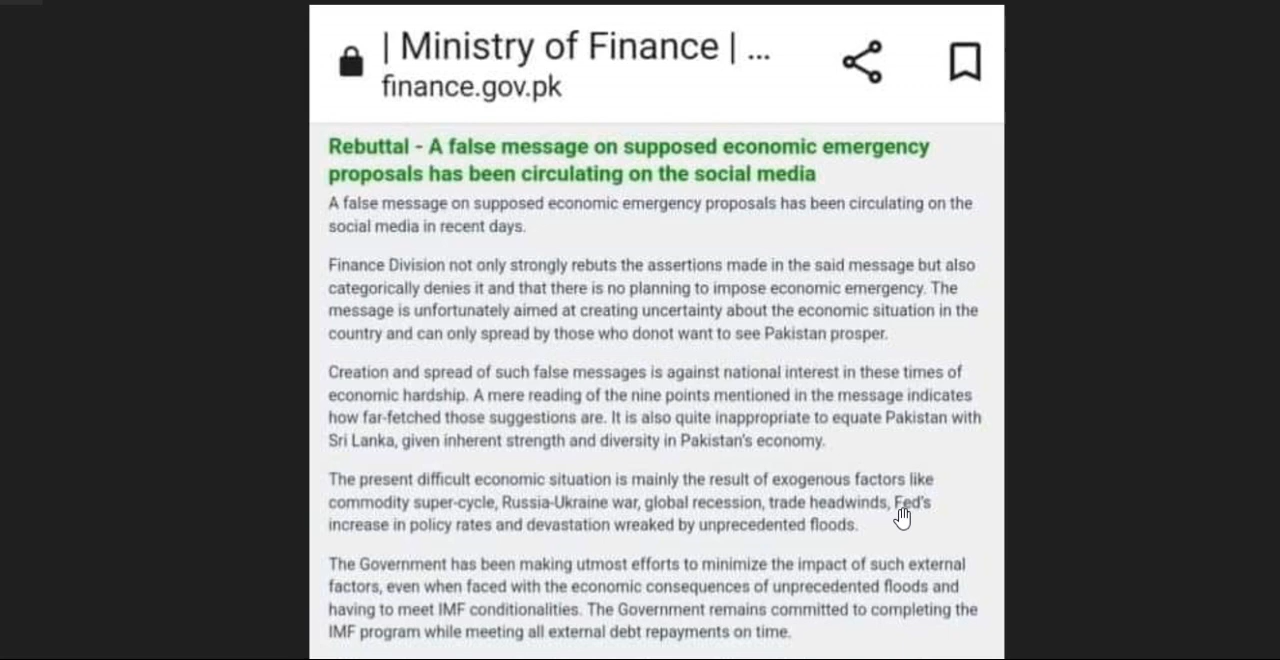 | Ministry of Finance | ...
finance.gov.pk
Rebuttal - A false message on supposed economic emergency
proposals has been circulating on the social media
A false message on supposed economic emergency proposals has been circulating on the
social media in recent days.
Finance Division not only strongly rebuts the assertions made in the said message but also
categorically denies it and that there is no planning to impose economic emergency. The
message is unfortunately aimed at creating uncertainty about the economic situation in the
country and can only spread by those who donot want to see Pakistan prosper.
Creation and spread of such false messages is against national interest in these times of
economic hardship. A mere reading of the nine points mentioned in the message indicates
how far-fetched those suggestions are. It is also quite inappropriate to equate Pakistan with
Sri Lanka, given inherent strength and diversity in Pakistan's economy.
The present difficult economic situation is mainly the result of exogenous factors like
commodity super-cycle, Russia-Ukraine war, global recession, trade headwinds, Fed's
increase in policy rates and devastation wreaked by unprecedented floods.
The Government has been making utmost efforts to minimize the impact of such external
factors, even when faced with the economic consequences of unprecedented floods and
having to meet IMF conditionalities. The Government remains committed to completing the
IMF program while meeting all external debt repayments on time.